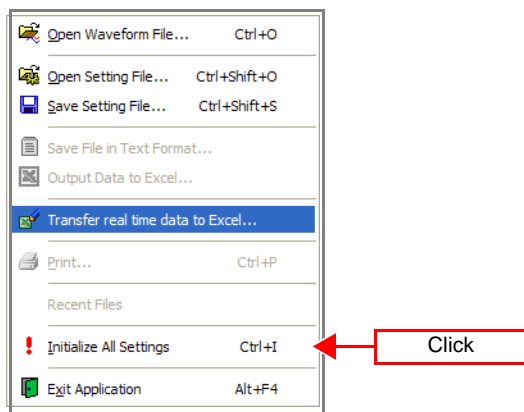 Open Waveform File... Ctrl+O
Open Setting File... Ctrl+Shift+O
Save Setting File... Ctrl+Shift+S
Save File in Text Format...
Output Data to Excel...
Transfer real time data to Excel...
Print... Ctrl+P
Recent Files
Initialize All Settings Ctrl+I
Click
Exit Application Alt+F4